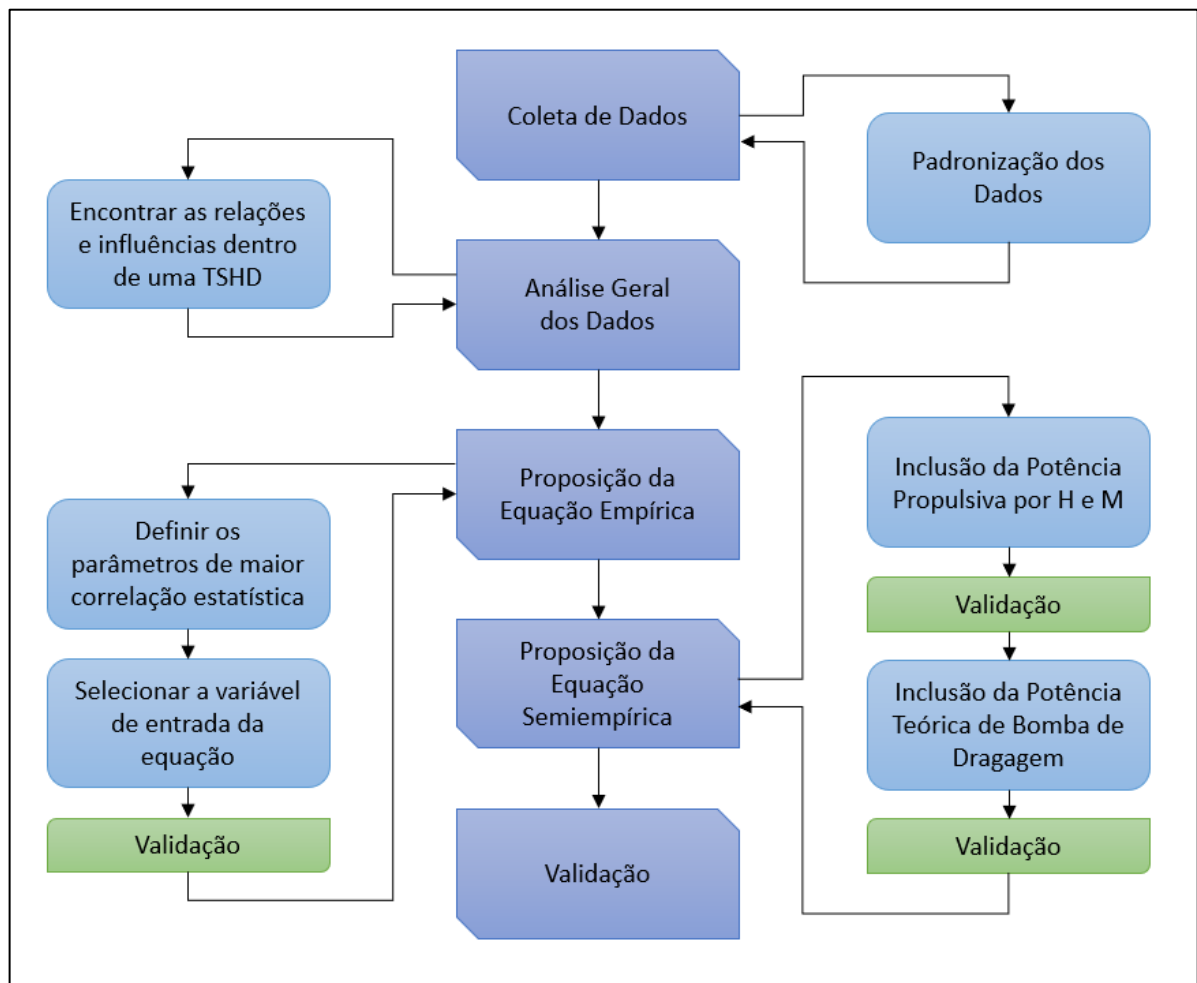 Coleta de Dados
Padronização dos
Dados
Encontrar as relações
e influências dentro
de uma TSHD
Análise Geral
dos Dados
Proposição da
Equação Empírica
Definir os
parâmetros de maior
correlação estatística
Selecionar a variável
de entrada da
equação
Validação
Proposição da
Equação
Semiempírica
Inclusão da Potência
Propulsiva por H e M
Validação
Inclusão da Potência
Teórica de Bomba de
Dragagem
Validação
Validação